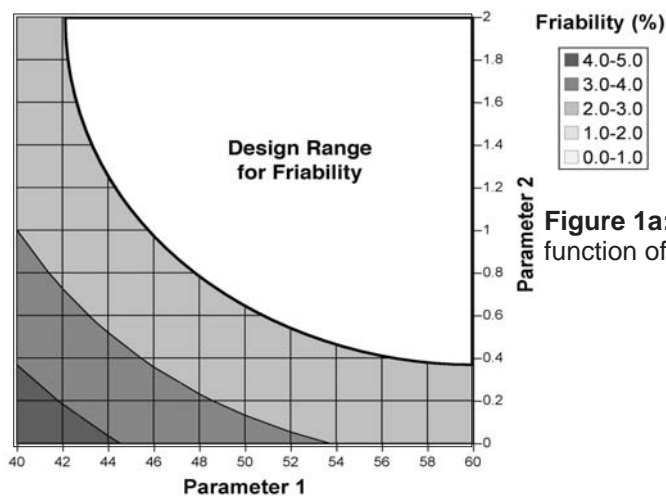 Friability (%)
4.0-5.0
3.0-4.0
2.0-3.0
1.0-2.0
0.0-1.0
Design Range
for Friability
2
1.8
1.6
1.4
1.2
1
0.8
0.6
0.4
0.2
0
Parameter 2
Figure 1a:
function of
40 42 44 46 48 50 52 54 56 58 60
Parameter 1